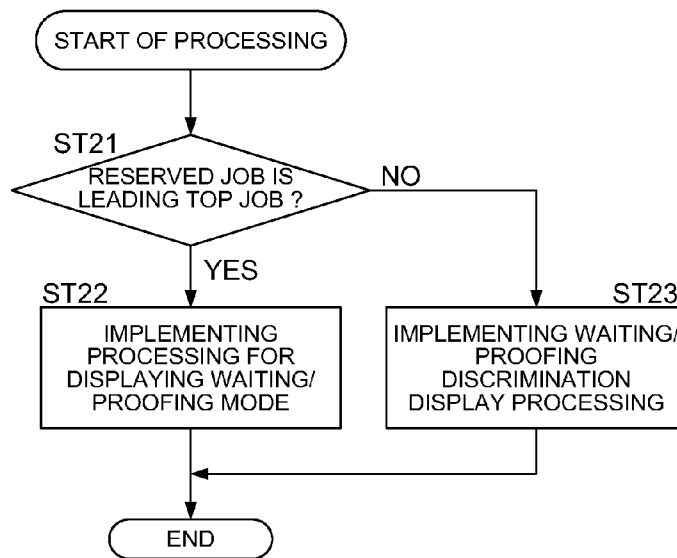 START OF PROCESSING
ST21
RESERVED JOB IS
LEADING TOP JOB ?
NO
YES
ST22
IMPLEMENTING
PROCESSING FOR
DISPLAYING WAITING/
PROOFING MODE
ST23
IMPLEMENTING WAITING/
PROOFING
DISCRIMINATION
DISPLAY PROCESSING
END